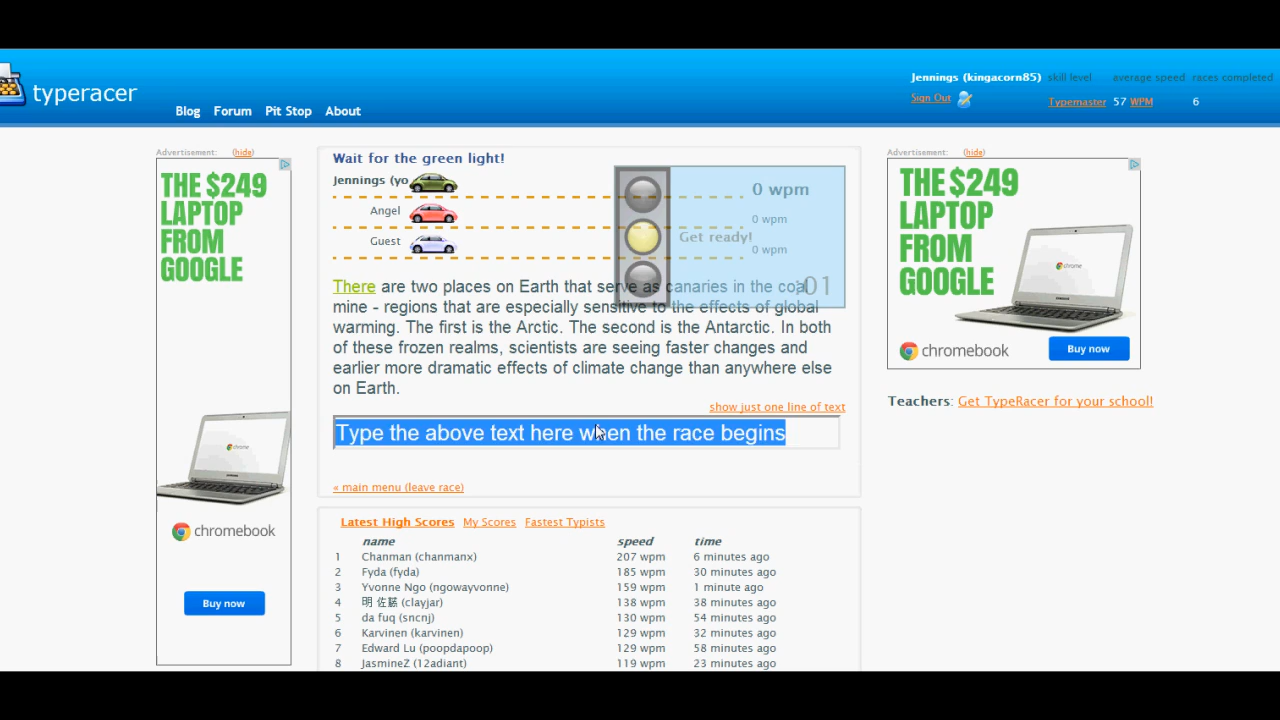 typeracer
Blog Forum Pit Stop About
Jennings (kingacorn85) skill level average speed races completed
Sign Out Typemaster 57 WPM 6
Advertisement: (hide)
THE $249
LAPTOP
FROM
GOOGLE
chrome
chromebook
Buy now
Wait for the green light!
Jennings (yo
Angel
Guest
0 wpm
0 wpm
0 wpm
Get ready!
:01
There are two places on Earth that serve as canaries in the coal
mine - regions that are especially sensitive to the effects of global
warming. The first is the Arctic. The second is the Antarctic. In both
of these frozen realms, scientists are seeing faster changes and
earlier more dramatic effects of climate change than anywhere else
on Earth.
show just one line of text
Type the above text here when the race begins
« main menu (leave race)
Latest High Scores My Scores Fastest Typists
name speed time
1 Chanman (chanmanx) 207 wpm 6 minutes ago
2 Fyda (fyda) 185 wpm 30 minutes ago
3 Yvonne Ngo (ngowayvonne) 159 wpm 1 minute ago
4 明 佐 (clayjar) 138 wpm 38 minutes ago
5 da fuq (sncnj) 130 wpm 54 minutes ago
6 Karvinen (karvinen) 129 wpm 32 minutes ago
7 Edward Lu (poopdapoop) 129 wpm 58 minutes ago
8 JasmineZ (12adiant) 119 wpm 23 minutes ago
Advertisement: (hide)
THE $249
LAPTOP
FROM
GOOGLE
chrome
chromebook
Buy now
Teachers: Get TypeRacer for your school!